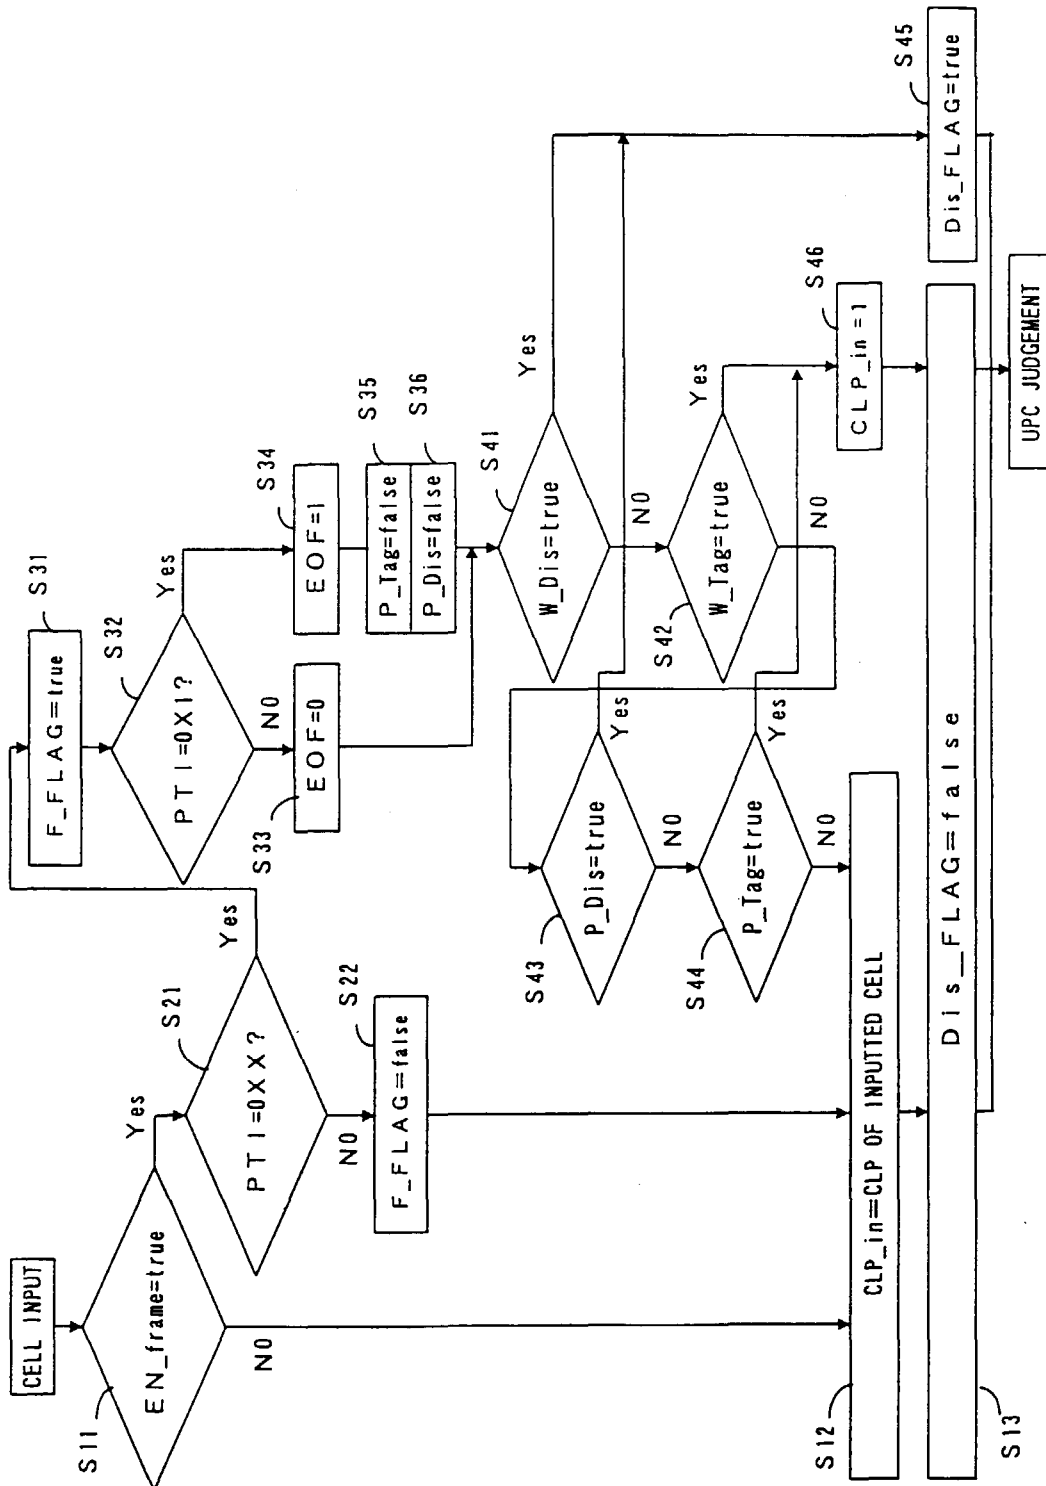 CELL INPUT
S11
EN_frame=true
Yes
NO
S21
PTI=0XX?
Yes
NO
S22
F_FLAG=false
S31
F_FLAG=true
S32
PTI=0X1?
Yes
NO
S33
EOF=0
S34
EOF=1
S35
P_Tag=false
S36
P_Dis=false
S41
W_Dis=true
Yes
NO
S42
W_Tag=true
Yes
NO
S43
P_Dis=true
Yes
NO
S44
P_Tag=true
Yes
NO
S45
Dis_FLAG=true
S46
CLP_in=1
S12
CLP_in=CLP OF INPUTTED CELL
S13
Dis_FLAG=false
UPC JUDGEMENT